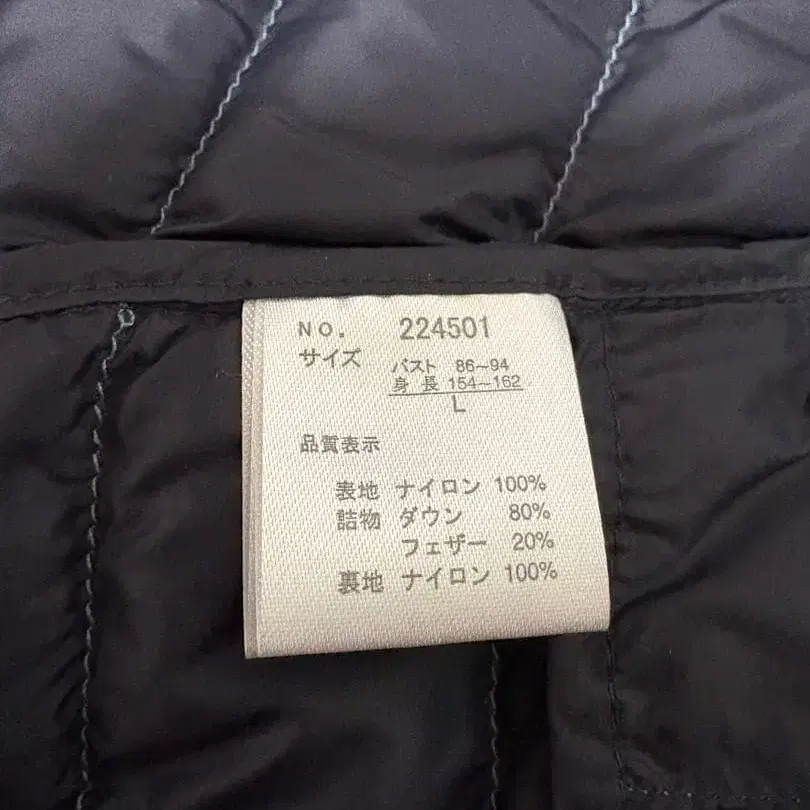 NO. 224501
サイズ バスト 86~94
身長 154~162
L
品質表示
表地 ナイロン 100%
詰物 ダウン 80%
フェザー 20%
裏地 ナイロン 100%